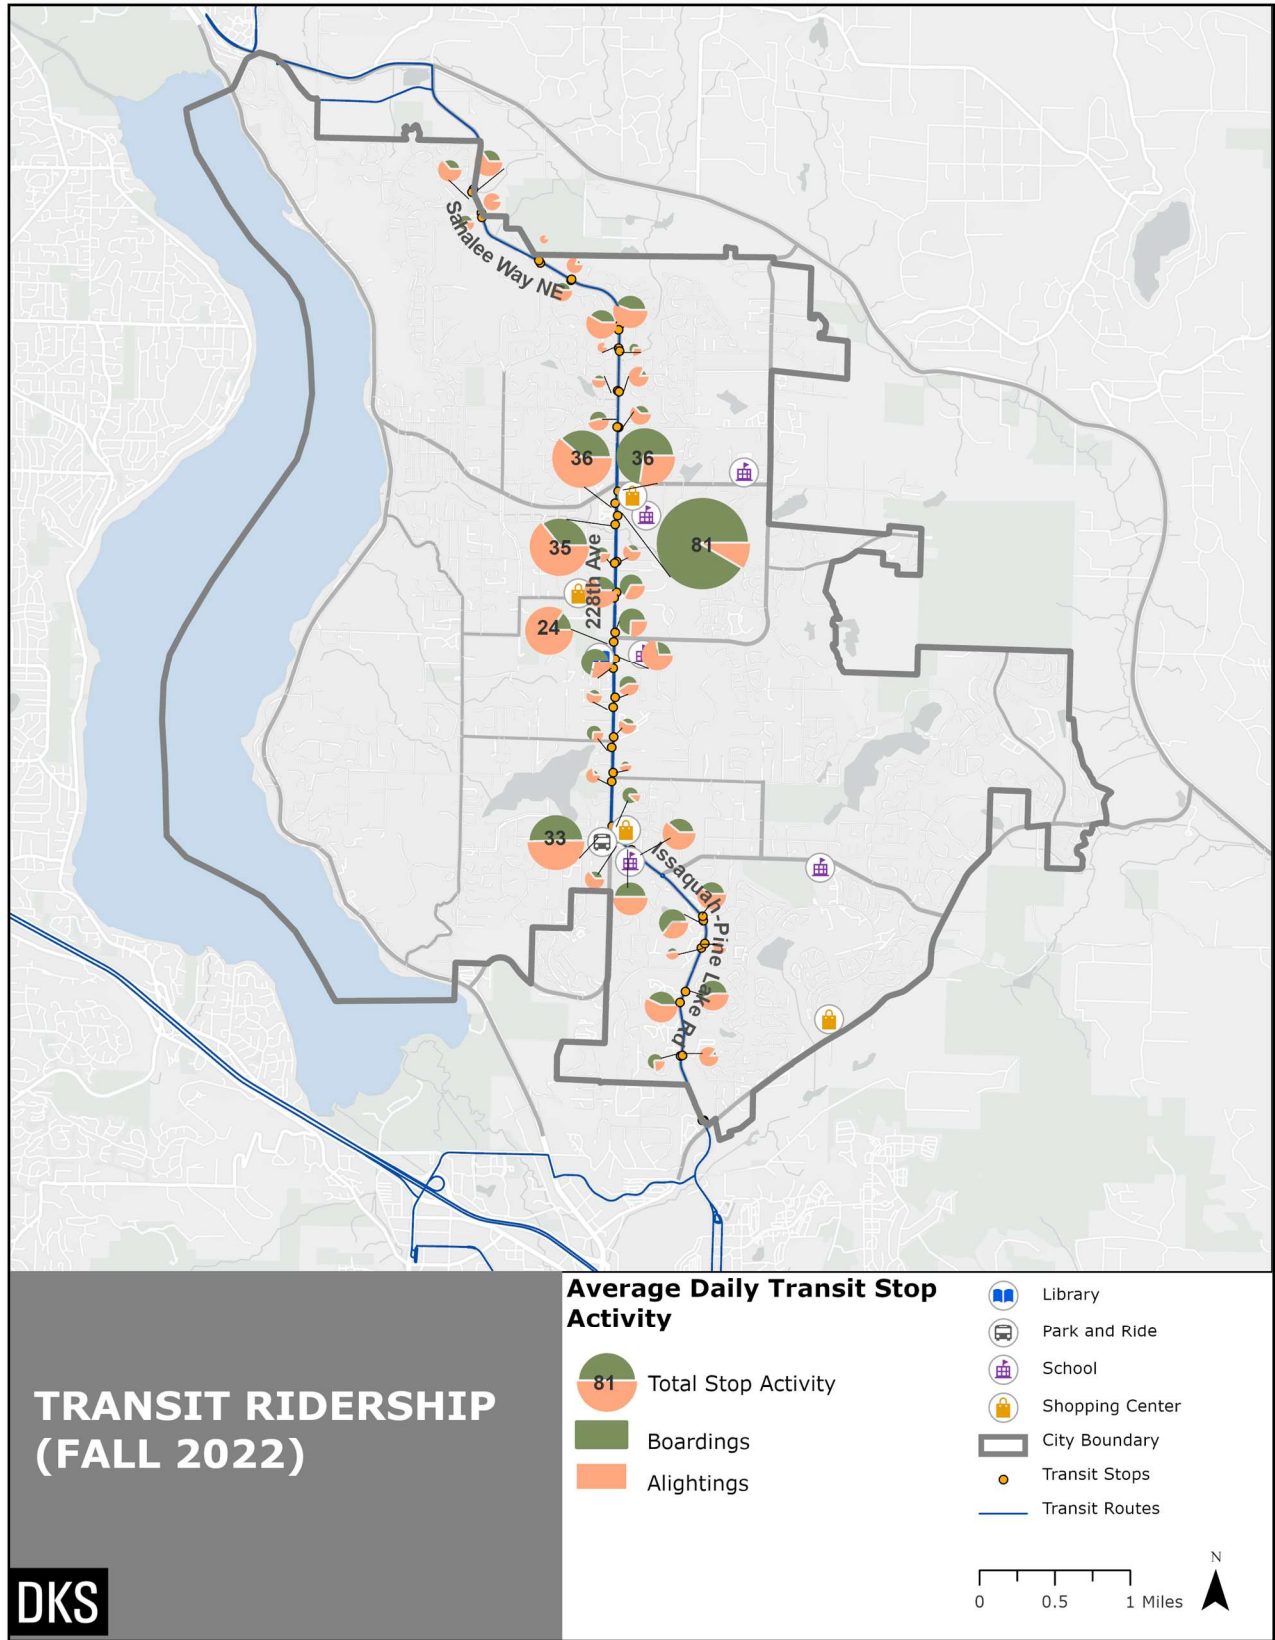 Sahalee Way NE
36
36
35
81
228th Ave
24
33
Issaquah-Pine Lake Rd
TRANSIT RIDERSHIP
(FALL 2022)
DKS
Average Daily Transit Stop
Activity
81
Total Stop Activity
Boardings
Alightings
Library
Park and Ride
School
Shopping Center
City Boundary
Transit Stops
Transit Routes
N
0 0.5 1 Miles